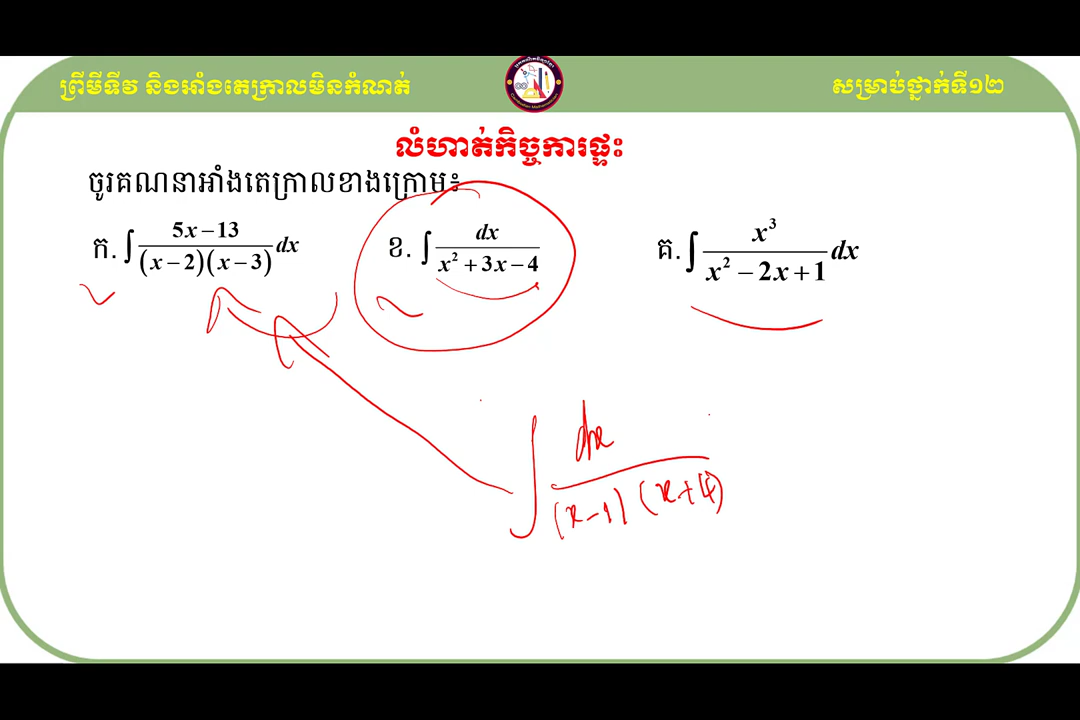 ព្រីមីទីវ និងអាំងតេក្រាលមិនកំណត់
សម្រាប់ថ្នាក់ទី១២
លំហាត់កិច្ចការផ្ទះ
ចូរគណនាអាំងតេក្រាលខាងក្រោម៖
ក. ∫ (5x − 13)/((x − 2)(x − 3)) dx
ខ. ∫ dx/(x² + 3x − 4)
គ. ∫ x³/(x² − 2x + 1) dx
∫ dx/((x − 1)(x + 4))